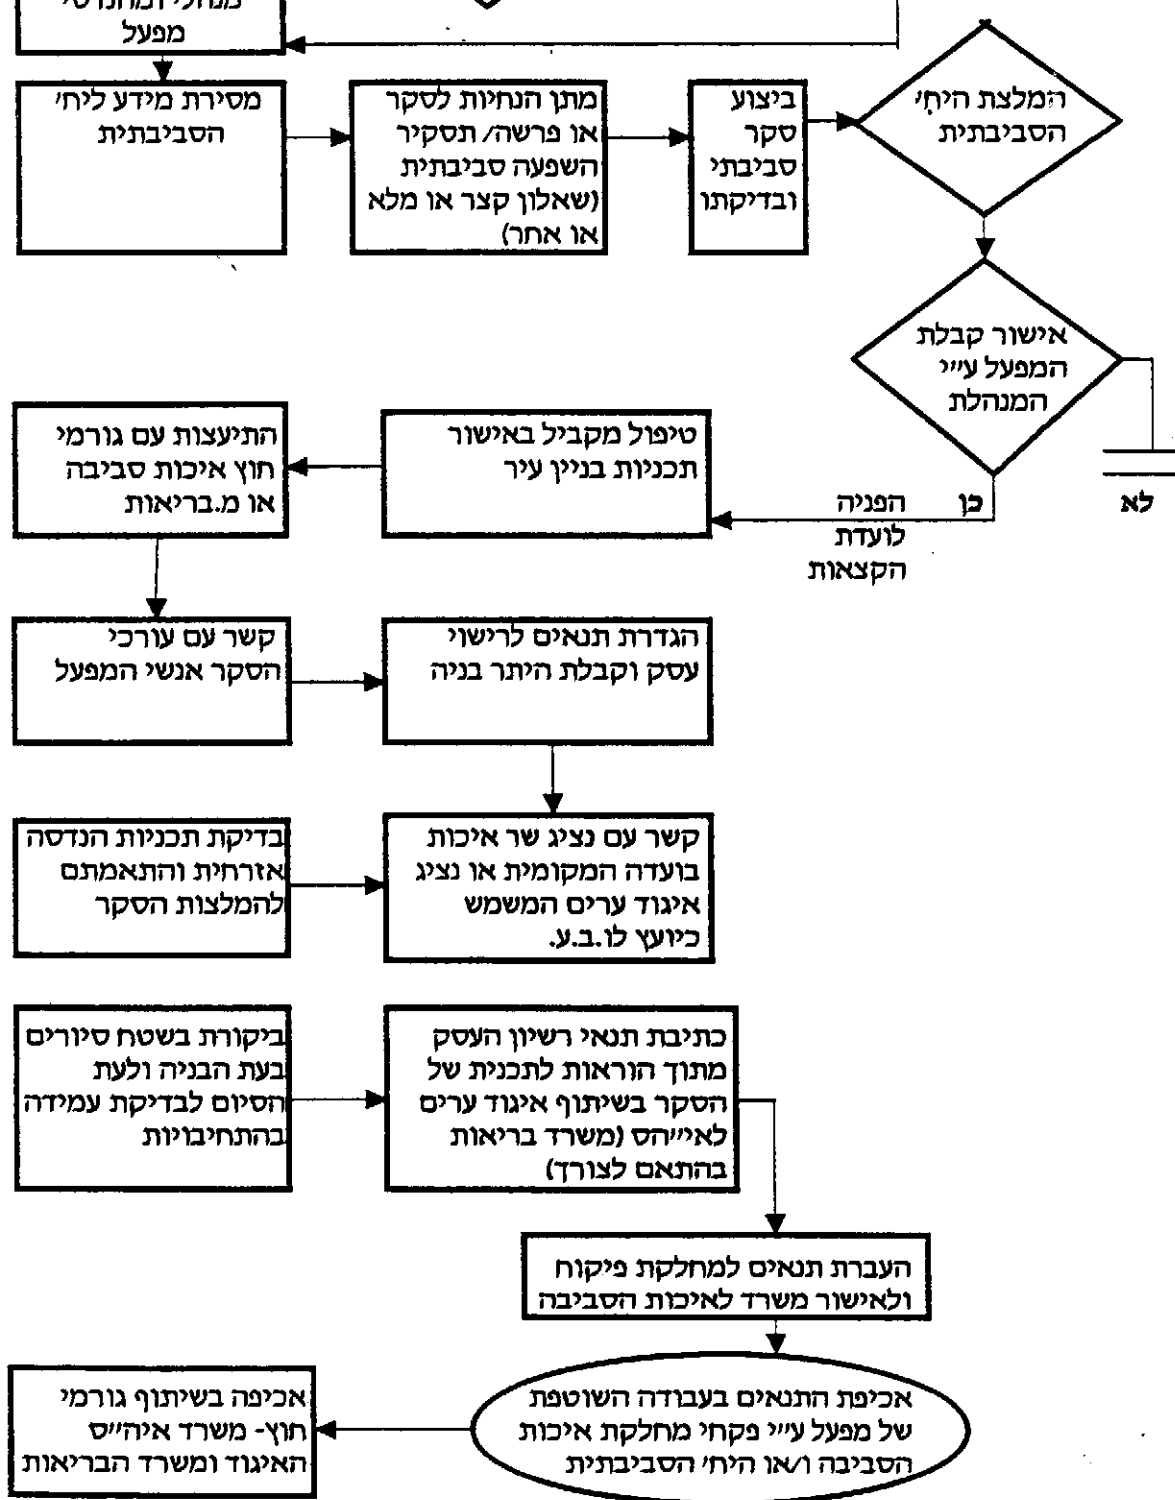 מנהלי ומהנדסי
מפעל
מסירת מידע ליח׳
הסביבתית
מתן הנחיות לסקר
או פרשה/ תסקיר
השפעה סביבתית
(שאלון קצר או מלא
או אחר)
ביצוע
סקר
סביבתי
ובדיקתו
המלצת היח׳
הסביבתית
אישור קבלת
המפעל ע״י
המנהלת
לא
כן
הפניה
לועדת
הקצאות
טיפול מקביל באישור
תכניות בניין עיר
התיעצות עם גורמי
חוץ איכות סביבה
או מ.בריאות
קשר עם עורכי
הסקר אנשי המפעל
הגדרת תנאים לרישוי
עסק וקבלת היתר בניה
קשר עם נציג שר איכות
בועדה המקומית או נציג
איגוד ערים המשמש
כיועץ לו.ב.ע.
בדיקת תכניות הנדסה
אזרחית והתאמתם
להמלצות הסקר
ביקורת בשטח סיורים
בעת הבניה ולעת
הסיום לבדיקת עמידה
בהתחיבויות
כתיבת תנאי רשיון העסק
מתוך הוראות לתכנית של
הסקר בשיתוף איגוד ערים
לאי״הס (משרד בריאות
בהתאם לצורך)
העברת תנאים למחלקת פיקוח
ולאישור משרד לאיכות הסביבה
אכיפת התנאים בעבודה השוטפת
של מפעל ע״י פקחי מחלקת איכות
הסביבה ו/או היח׳ הסביבתית
אכיפה בשיתוף גורמי
חוץ- משרד איה״ס
האיגוד ומשרד הבריאות